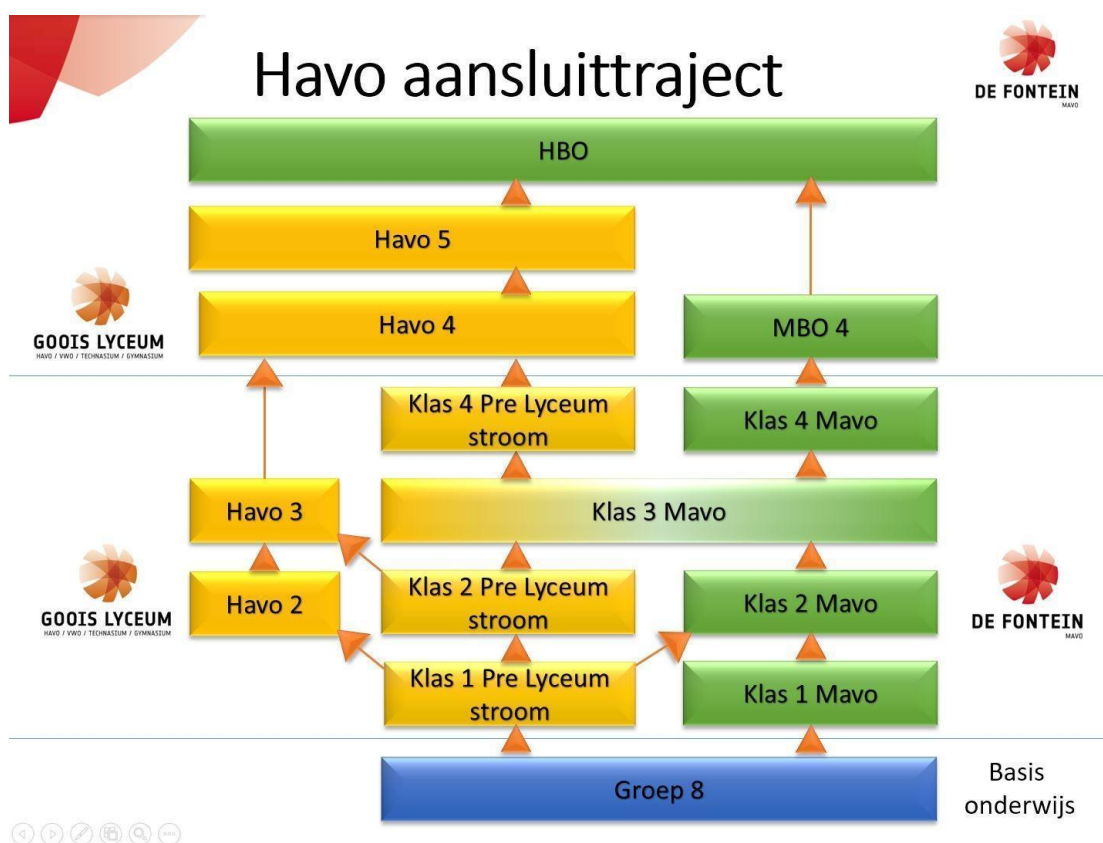 Havo aansluittraject
DE FONTEIN
MAVO
HBO
Havo 5
Havo 4
MBO 4
GOOIS LYCEUM
HAVO / VWO / TECHNASIUM / GYMNASIUM
Klas 4 Pre Lyceum
stroom
Klas 4 Mavo
Havo 3
Klas 3 Mavo
Havo 2
Klas 2 Pre Lyceum
stroom
Klas 2 Mavo
GOOIS LYCEUM
HAVO / VWO / TECHNASIUM / GYMNASIUM
DE FONTEIN
MAVO
Klas 1 Pre Lyceum
stroom
Klas 1 Mavo
Groep 8
Basis
onderwijs